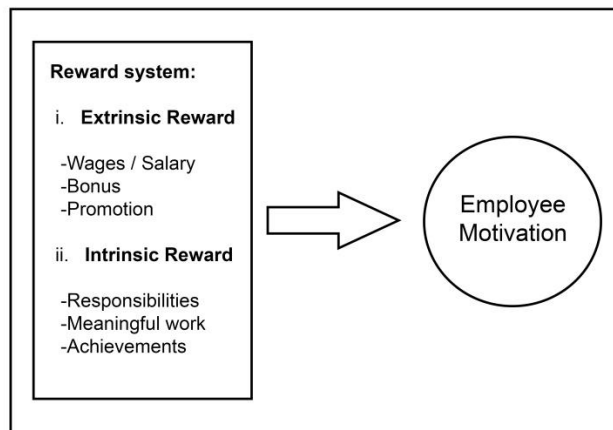 Reward system:
i. Extrinsic Reward
-Wages / Salary
-Bonus
-Promotion
ii. Intrinsic Reward
-Responsibilities
-Meaningful work
-Achievements
Employee
Motivation